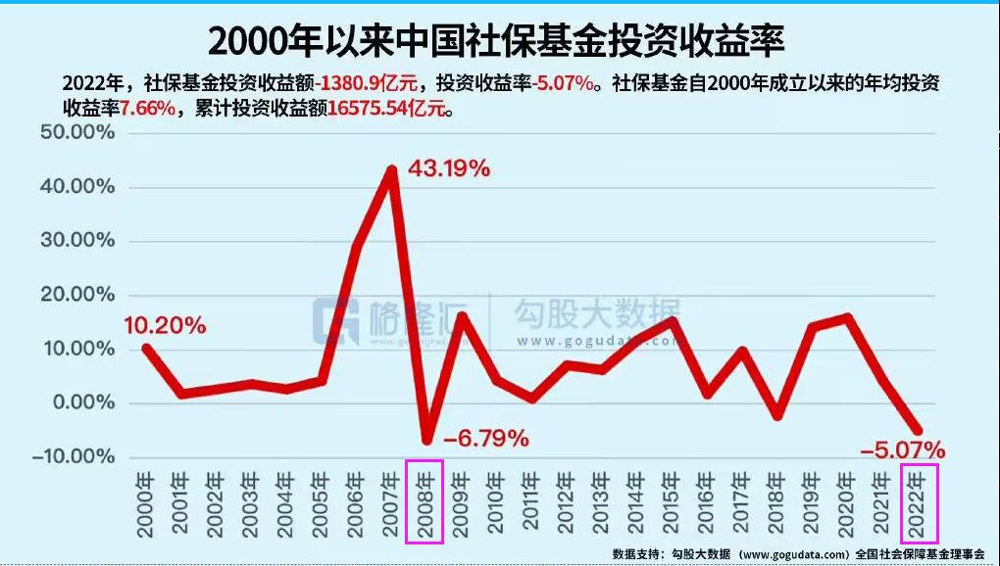 2000年以来中国社保基金投资收益率
2022年，社保基金投资收益额-1380.9亿元，投资收益率-5.07%。社保基金自2000年成立以来的年均投资
收益率7.66%，累计投资收益额16575.54亿元。
50.00%
40.00%
30.00%
20.00%
10.00%
0.00%
−10.00%
43.19%
10.20%
−6.79%
−5.07%
格隆汇
勾股大数据
www.gogudata.com
2000年
2001年
2002年
2003年
2004年
2005年
2006年
2007年
2008年
2009年
2010年
2011年
2012年
2013年
2014年
2015年
2016年
2017年
2018年
2019年
2020年
2021年
2022年
数据支持：勾股大数据（www.gogudata.com）全国社会保障基金理事会